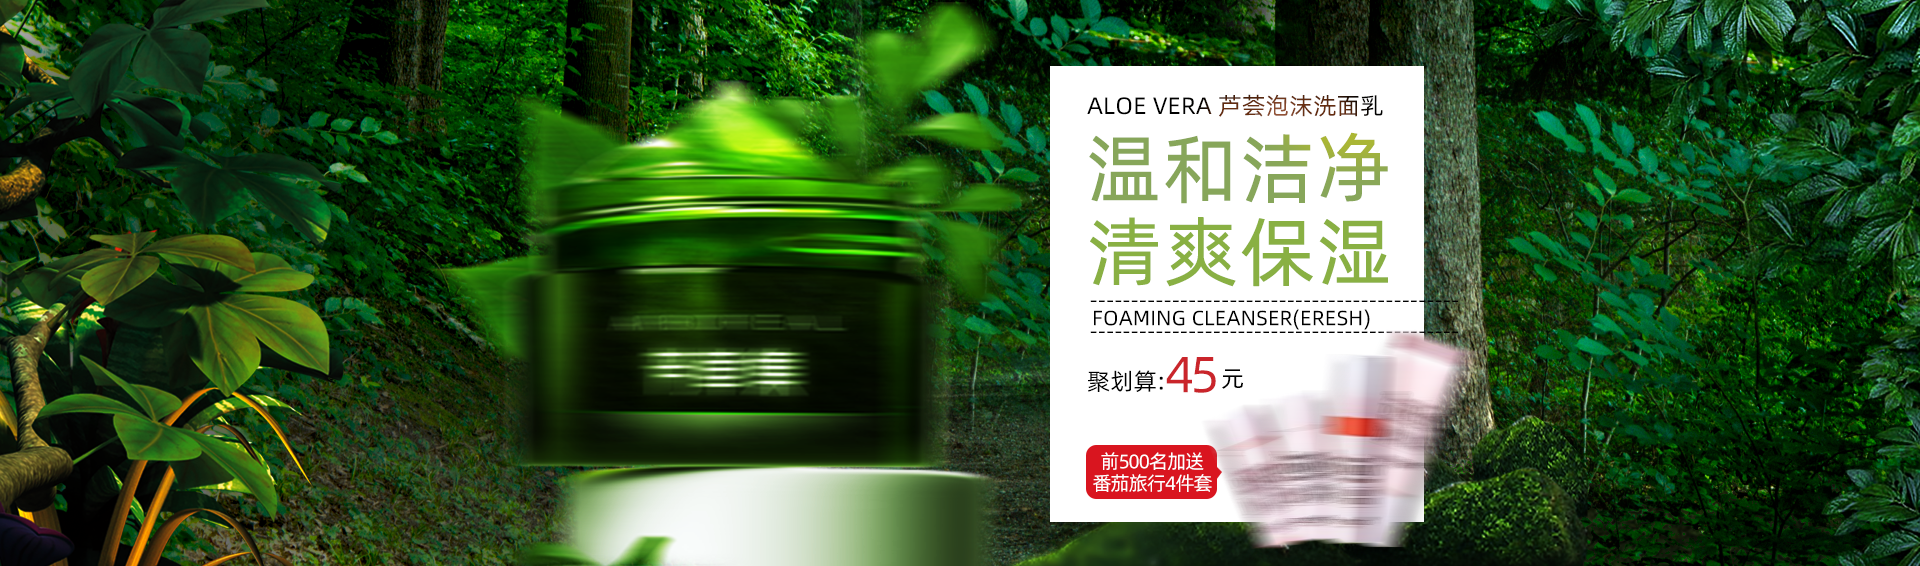 ALOE VERA 芦荟泡沫洗面乳
温和洁净
清爽保湿
FOAMING CLEANSER(ERESH)
聚划算:45元
前500名加送
番茄旅行4件套